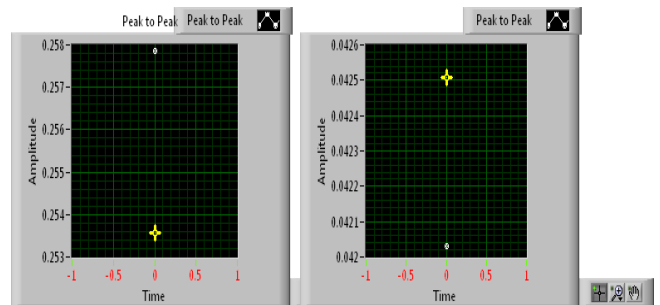 Peak to Peak
Peak to Peak
0.258
0.257
0.256
0.255
0.254
0.253
Amplitude
-1 -0.5 0 0.5 1
Time
Peak to Peak
0.0426
0.0425
0.0424
0.0423
0.0422
0.0421
0.042
Amplitude
-1 -0.5 0 0.5 1
Time